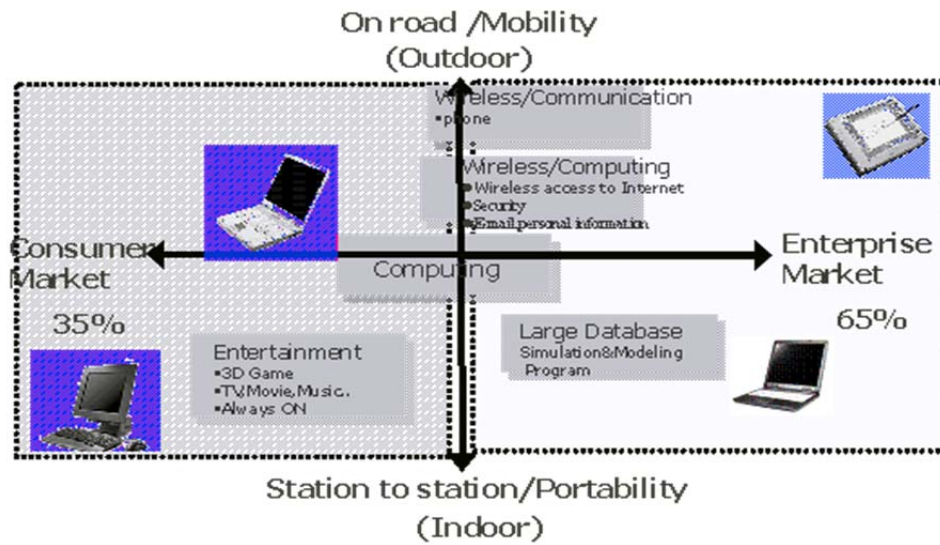 On road /Mobility
(Outdoor)
Wireless/Communication
▪phone
Wireless/Computing
● Wireless access to Internet
●Security
●Email,personal information
Consumer
Market
Computing
Enterprise
Market
35%
65%
Entertainment
▪3D Game
▪TV,Movie,Music..
▪Always ON
Large Database
Simulation&Modeling
Program
Station to station/Portability
(Indoor)